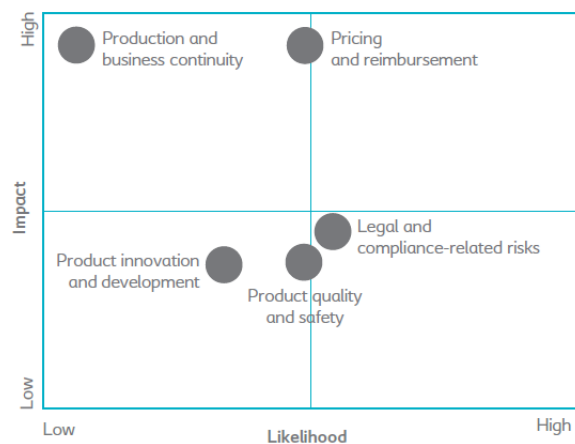 High
Production and
business continuity
Pricing
and reimbursement
Impact
Legal and
compliance-related risks
Product innovation
and development
Product quality
and safety
Low
Low
Likelihood
High